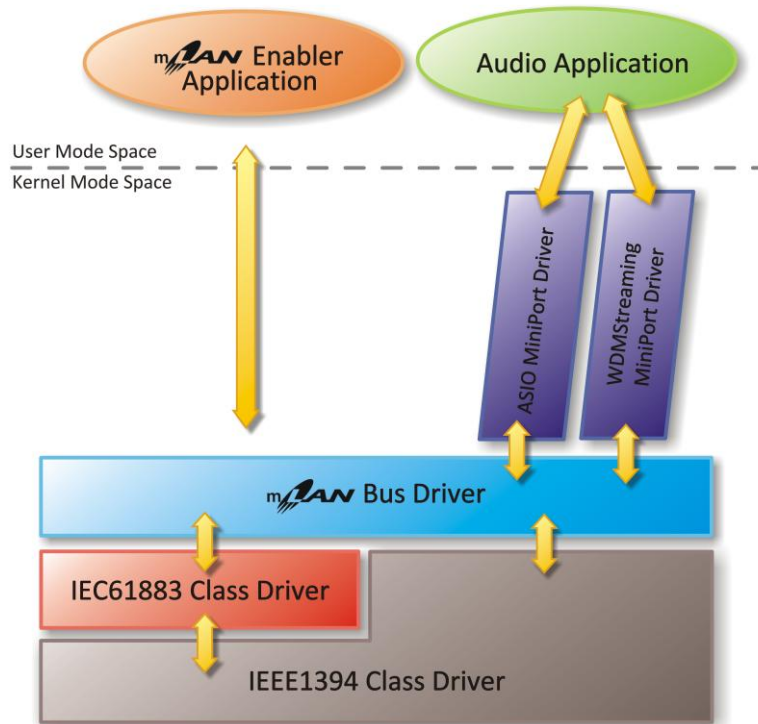 mLAN Enabler
Application
Audio Application
User Mode Space
Kernel Mode Space
ASIO MiniPort Driver
WDMStreaming
MiniPort Driver
mLAN Bus Driver
IEC61883 Class Driver
IEEE1394 Class Driver